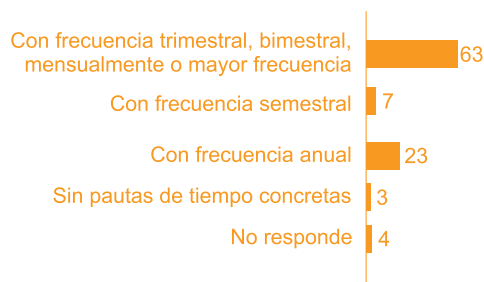 Con frecuencia trimestral, bimestral,
mensualmente o mayor frecuencia
63
Con frecuencia semestral
7
Con frecuencia anual
23
Sin pautas de tiempo concretas
3
No responde
4